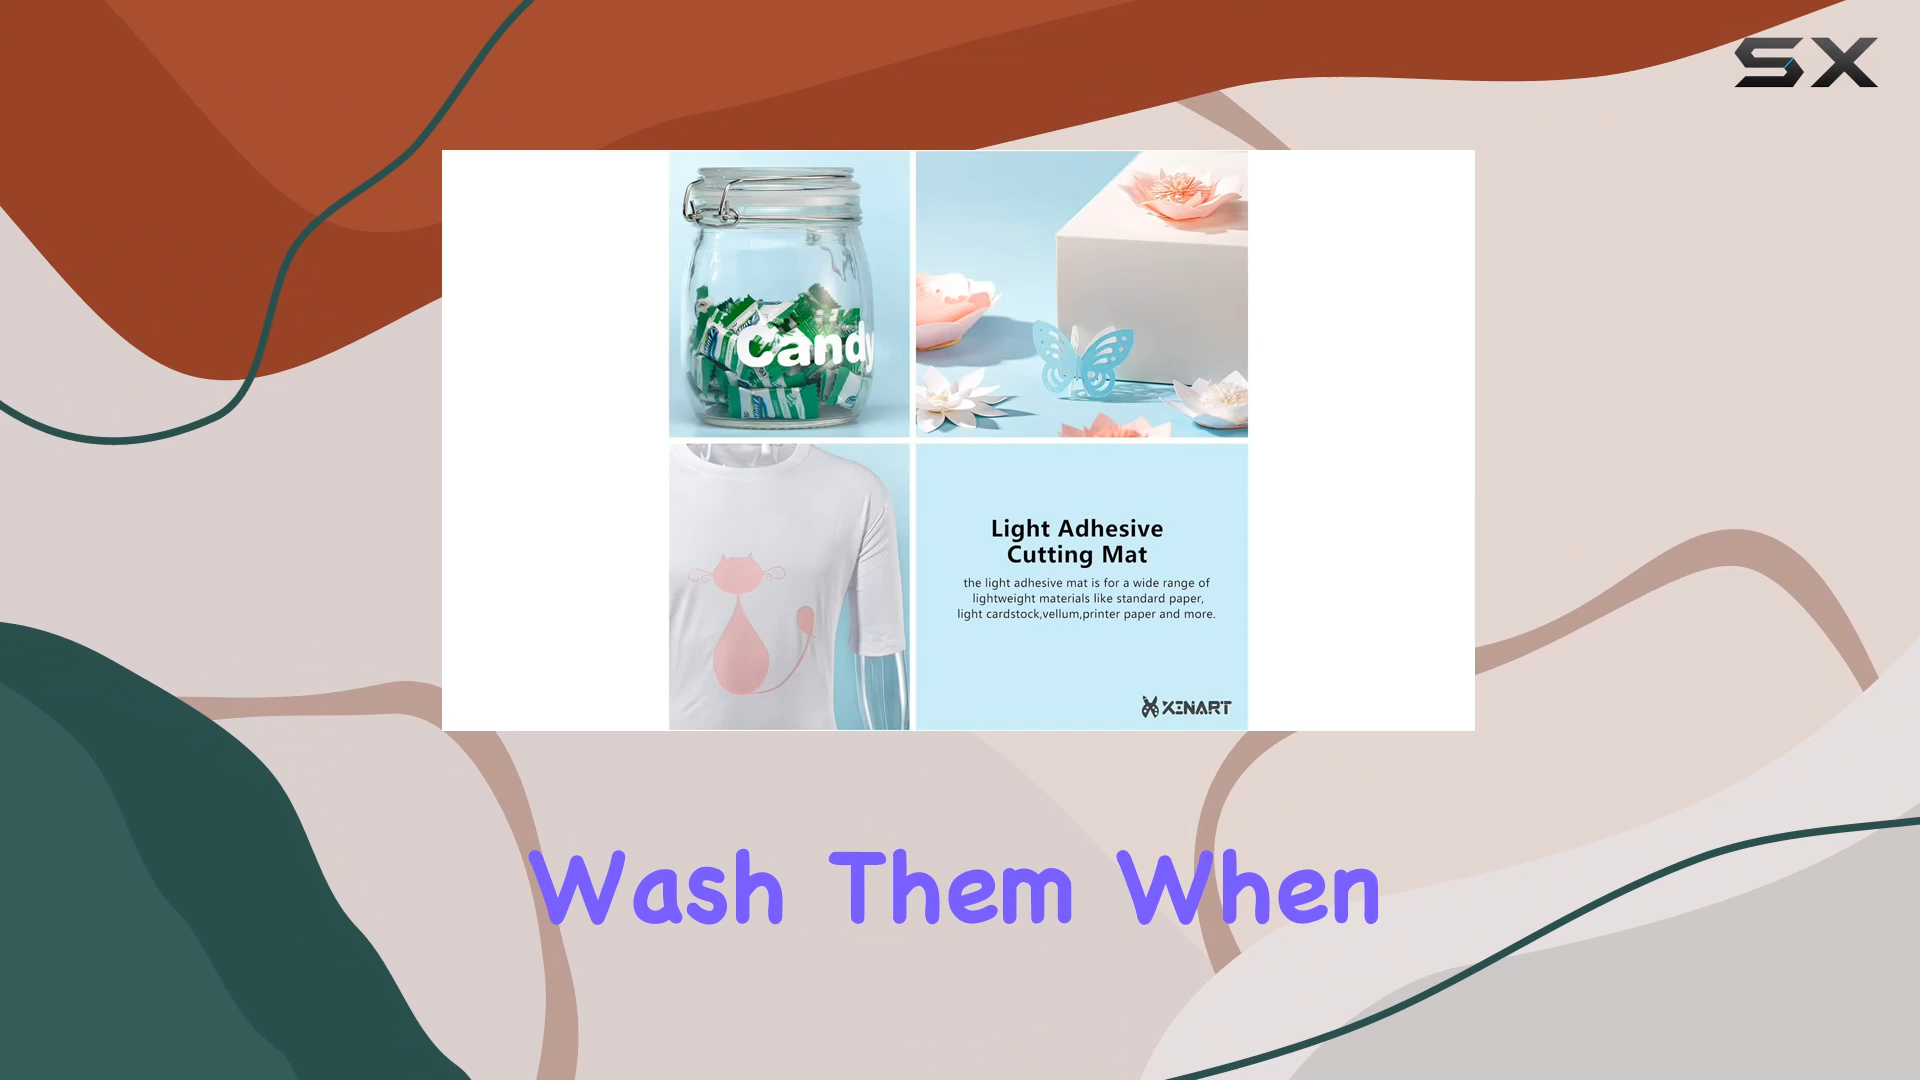 SX
Candy
Light Adhesive
Cutting Mat
the light adhesive mat is for a wide range of
lightweight materials like standard paper,
light cardstock,vellum,printer paper and more.
XENART
Wash Them When